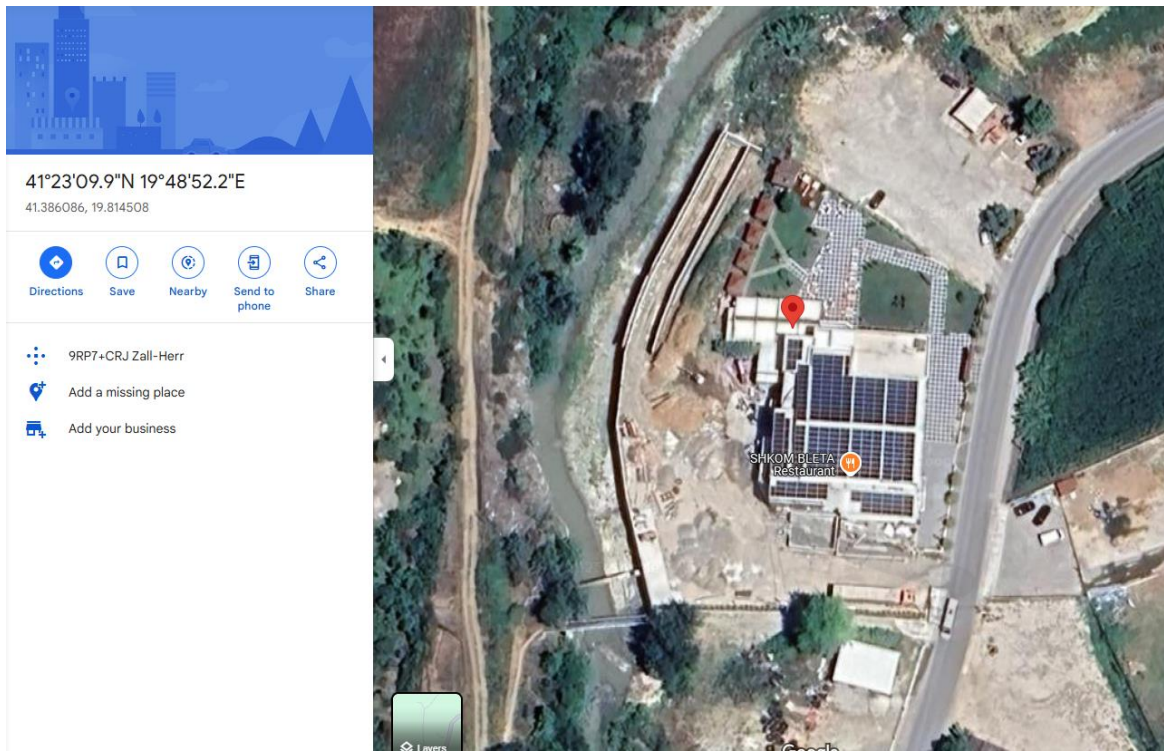 41°23'09.9"N 19°48'52.2"E
41.386086, 19.814508
Directions
Save
Nearby
Send to
phone
Share
9RP7+CRJ Zall-Herr
Add a missing place
Add your business
SHKOM BLETA
Restaurant
Layers
Google